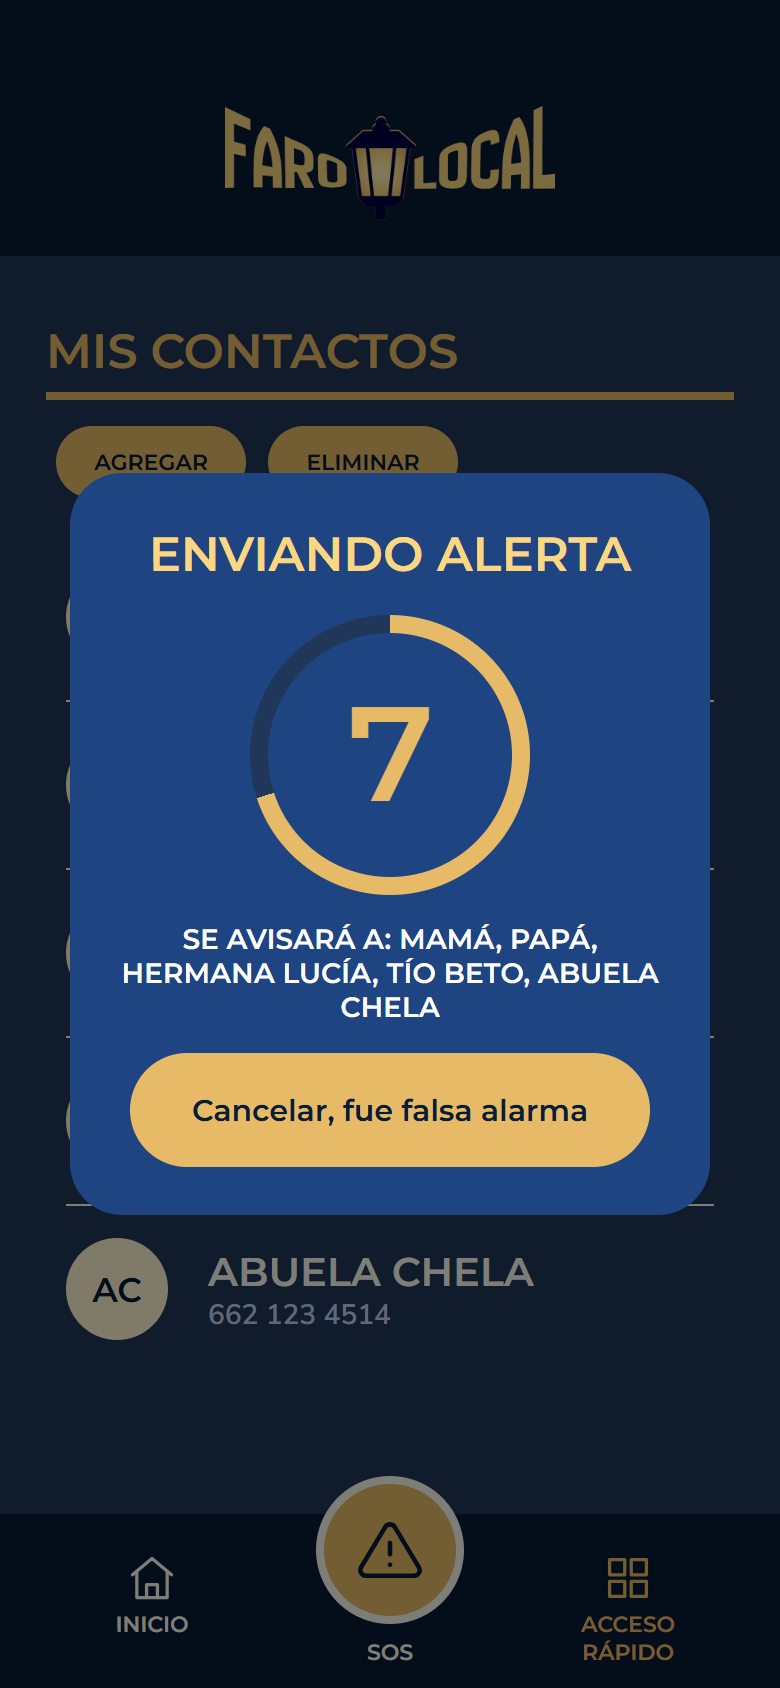 FARO LOCAL
MIS CONTACTOS
AGREGAR ELIMINAR
ENVIANDO ALERTA
7
SE AVISARÁ A: MAMÁ, PAPÁ,
HERMANA LUCÍA, TÍO BETO, ABUELA
CHELA
Cancelar, fue falsa alarma
AC
ABUELA CHELA
662 123 4514
INICIO
SOS
ACCESO
RÁPIDO